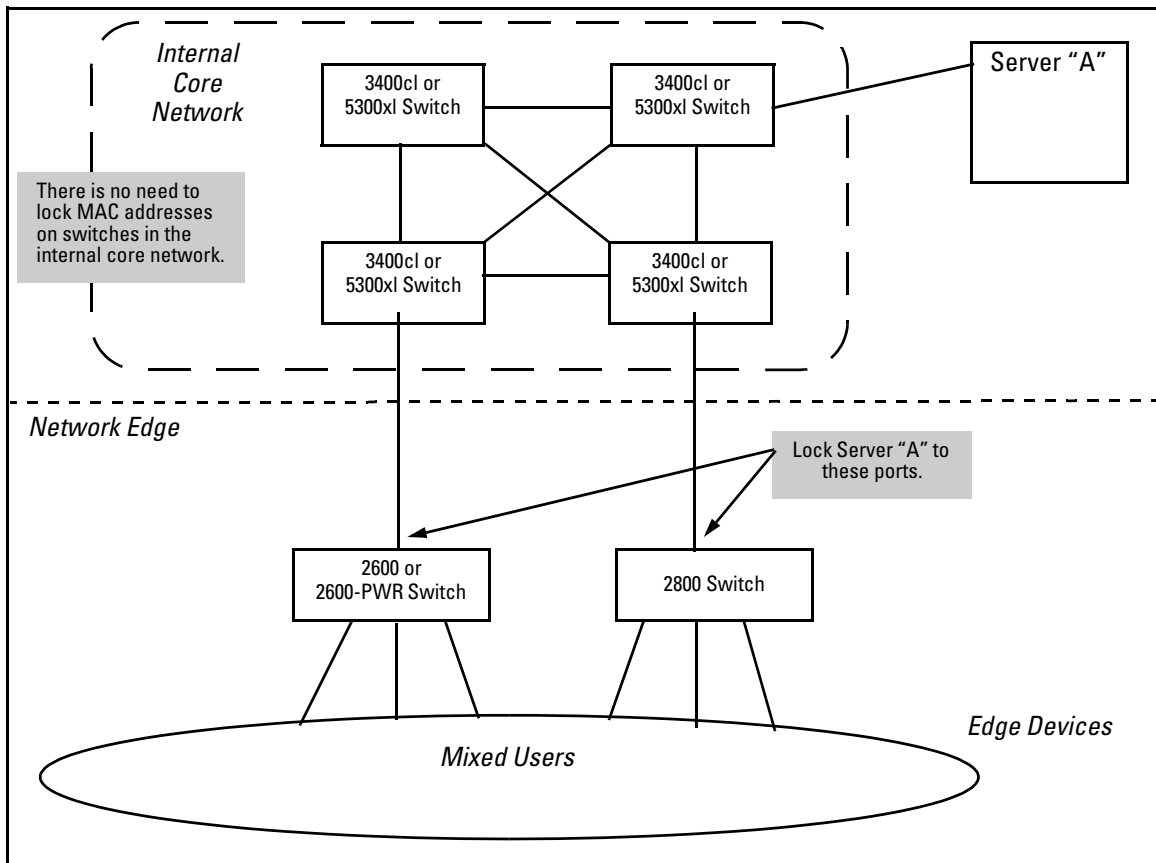 Internal
Core
Network
3400cl or
5300xl Switch
3400cl or
5300xl Switch
Server “A”
There is no need to
lock MAC addresses
on switches in the
internal core network.
3400cl or
5300xl Switch
3400cl or
5300xl Switch
Network Edge
Lock Server “A” to
these ports.
2600 or
2600-PWR Switch
2800 Switch
Edge Devices
Mixed Users